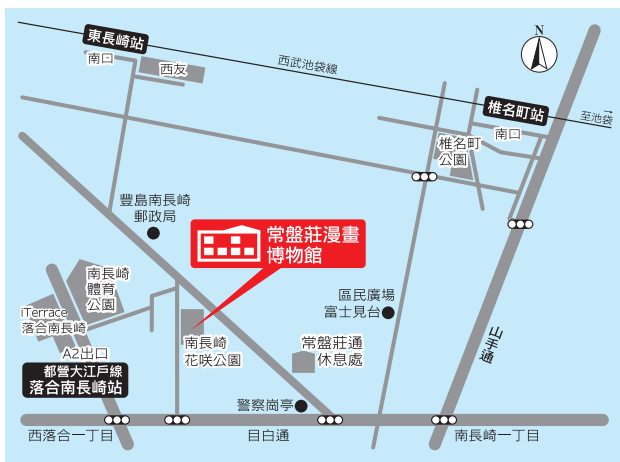 東長崎站
南口
西友
西武池袋線
N
椎名町站
南口
→
至池袋
椎名町
公園
豐島南長崎
郵政局
常盤莊漫畫
博物館
南長崎
體育
公園
iTerrace
落合南長崎
A2出口
都營大江戶線
落合南長崎站
南長崎
花咲公園
區民廣場
富士見台
常盤莊通
休息處
山手通
警察崗亭
西落合一丁目
目白通
南長崎一丁目